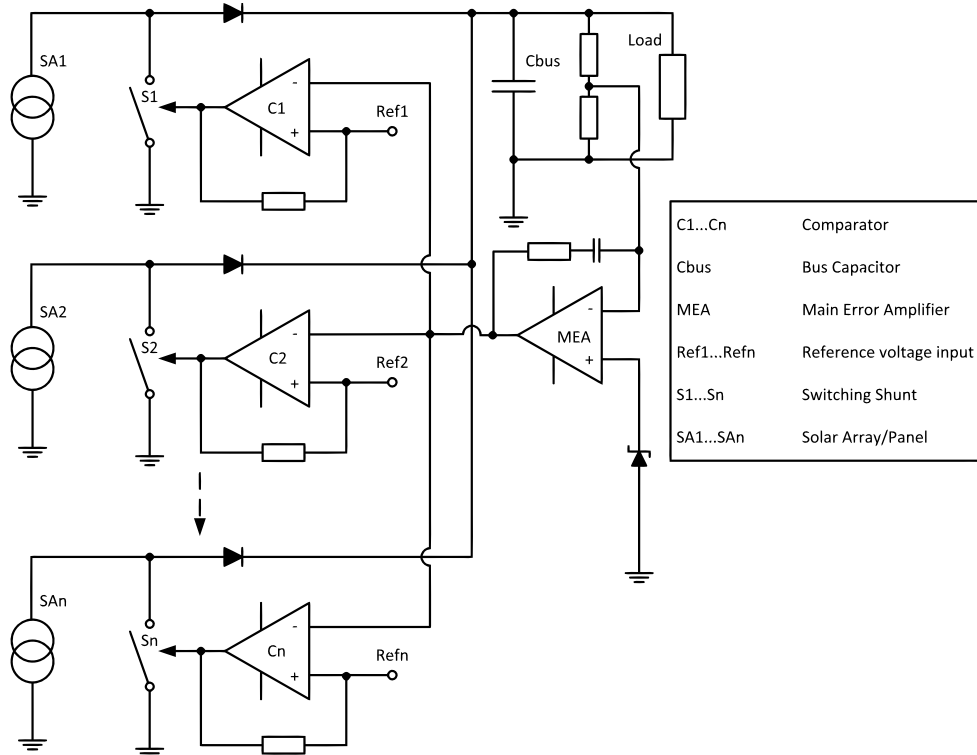 SA1
S1
C1
-
+
Ref1
Cbus
Load
SA2
S2
C2
-
+
Ref2
MEA
-
+
SAn
Sn
Cn
-
+
Refn
C1...Cn Comparator
Cbus Bus Capacitor
MEA Main Error Amplifier
Ref1...Refn Reference voltage input
S1...Sn Switching Shunt
SA1...SAn Solar Array/Panel